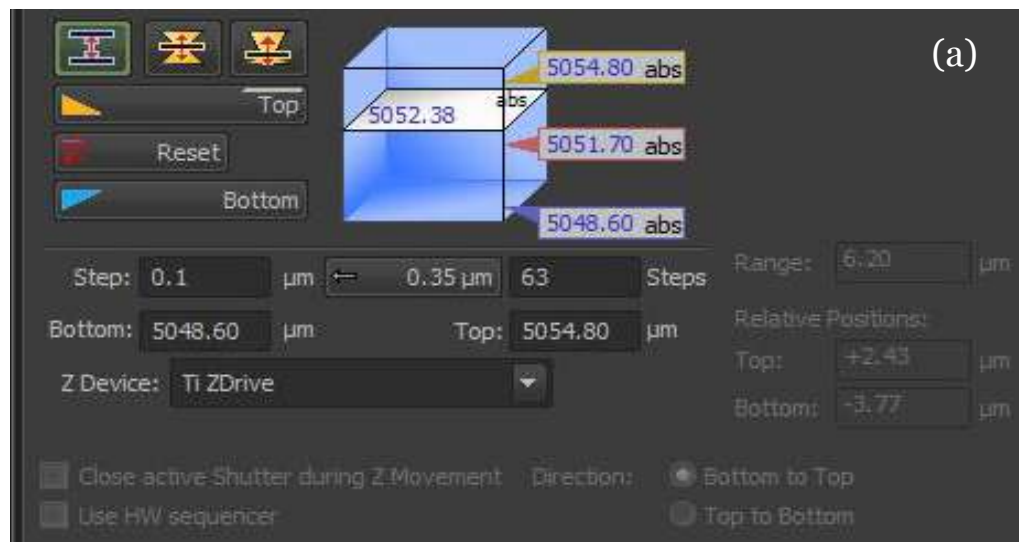 (a)
5054.80 abs
Top
5052.38 abs
5051.70 abs
Reset
Bottom
5048.60 abs
Step: 0.1 µm 0.35 µm 63 Steps
Range: 6.20 µm
Bottom: 5048.60 µm Top: 5054.80 µm
Relative Positions:
Top: +2.43 µm
Z Device: Ti ZDrive
Bottom: -3.77 µm
Close active Shutter during Z Movement Direction: Bottom to Top
Use HW sequencer Top to Bottom